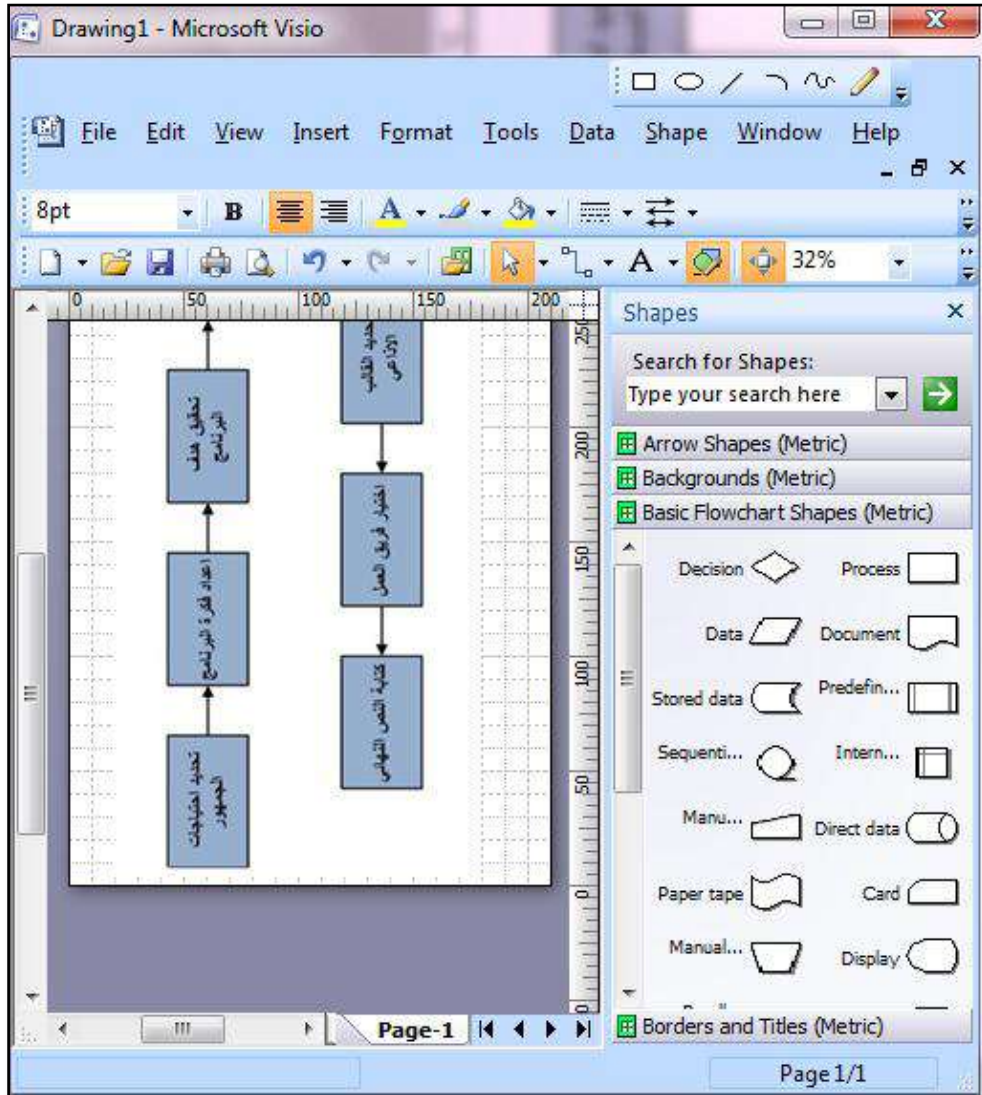 Drawing1 - Microsoft Visio
File Edit View Insert Format Tools Data Shape Window Help
8pt B A
A 32%
0 50 100 150 200
250
200
150
100
50
0
تحقيق هدف
البرنامج
اعداد فكرة البرنامج
تحديد احتياجات
الجمهور
تحديد القالب
الاذاعى
اختيار فريق العمل
كتابة النص النهائى
Page-1
Shapes
Search for Shapes:
Type your search here
Arrow Shapes (Metric)
Backgrounds (Metric)
Basic Flowchart Shapes (Metric)
Decision Process
Data Document
Stored data Predefin...
Sequenti... Intern...
Manu... Direct data
Paper tape Card
Manual... Display
Borders and Titles (Metric)
Page 1/1